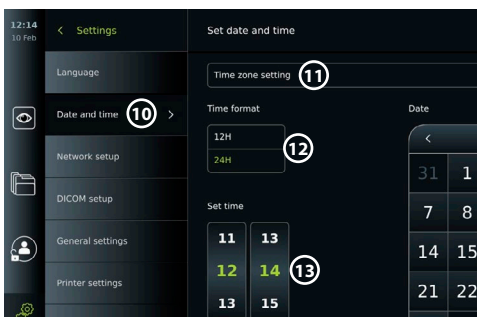 12:14
10 Feb
< Settings
Language
Date and time 10 >
Network setup
DICOM setup
General settings
Printer settings
Set date and time
Time zone setting 11
Time format
12H
24H
12
Set time
11 13
12 14 13
13 15
Date
<
31 1
7 8
14 15
21 22